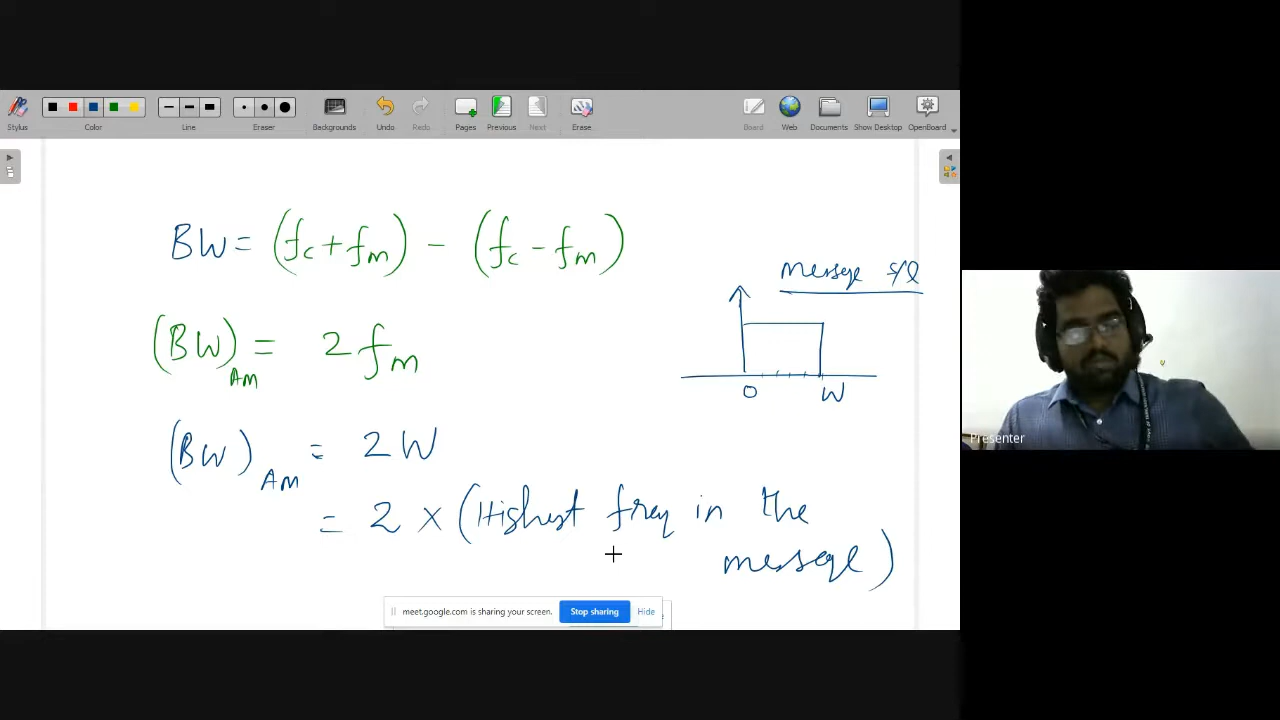 Stylus Color Line Eraser Backgrounds Undo Redo Pages Previous Next Erase Board Web Documents Show Desktop OpenBoard
BW = (fc + fm) - (fc - fm)
message s/l
(BW)AM = 2 fm
0 W
(BW)AM = 2W
= 2 × (Highest freq in the
message)
Presenter
meet.google.com is sharing your screen. Stop sharing Hide